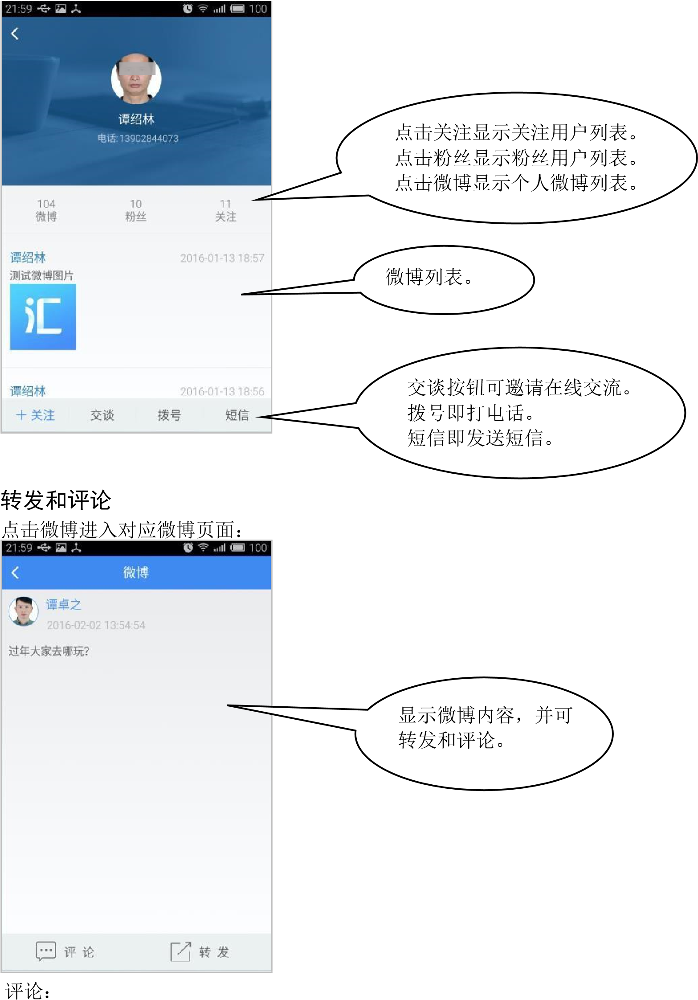 21:59 100
谭绍林
电话: 13902844073
点击关注显示关注用户列表。
点击粉丝显示粉丝用户列表。
点击微博显示个人微博列表。
104 10 11
微博 粉丝 关注
谭绍林 2016-01-13 18:57
测试微博图片
汇
微博列表。
谭绍林 2016-01-13 18:56
+ 关注 交谈 拨号 短信
交谈按钮可邀请在线交流。
拨号即打电话。
短信即发送短信。
转发和评论
点击微博进入对应微博页面：
21:59 100
微博
谭卓之
2016-02-02 13:54:54
过年大家去哪玩?
显示微博内容，并可
转发和评论。
评 论 转 发
评论：